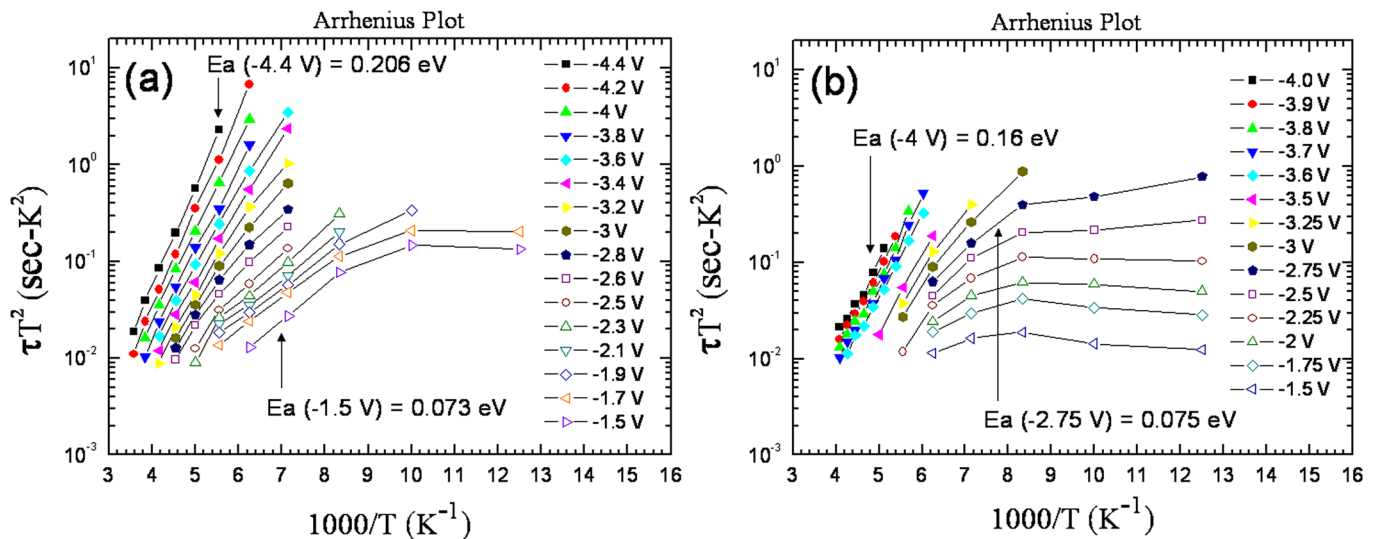 Arrhenius Plot
(a)
Ea (-4.4 V) = 0.206 eV
Ea (-1.5 V) = 0.073 eV
10¹
10⁰
10⁻¹
10⁻²
10⁻³
τT² (sec-K²)
3 4 5 6 7 8 9 10 11 12 13 14 15 16
1000/T (K⁻¹)
-4.4 V
-4.2 V
-4 V
-3.8 V
-3.6 V
-3.4 V
-3.2 V
-3 V
-2.8 V
-2.6 V
-2.5 V
-2.3 V
-2.1 V
-1.9 V
-1.7 V
-1.5 V
Arrhenius Plot
(b)
Ea (-4 V) = 0.16 eV
Ea (-2.75 V) = 0.075 eV
10¹
10⁰
10⁻¹
10⁻²
10⁻³
τT² (sec-K²)
3 4 5 6 7 8 9 10 11 12 13 14 15 16
1000/T (K⁻¹)
-4.0 V
-3.9 V
-3.8 V
-3.7 V
-3.6 V
-3.5 V
-3.25 V
-3 V
-2.75 V
-2.5 V
-2.25 V
-2 V
-1.75 V
-1.5 V